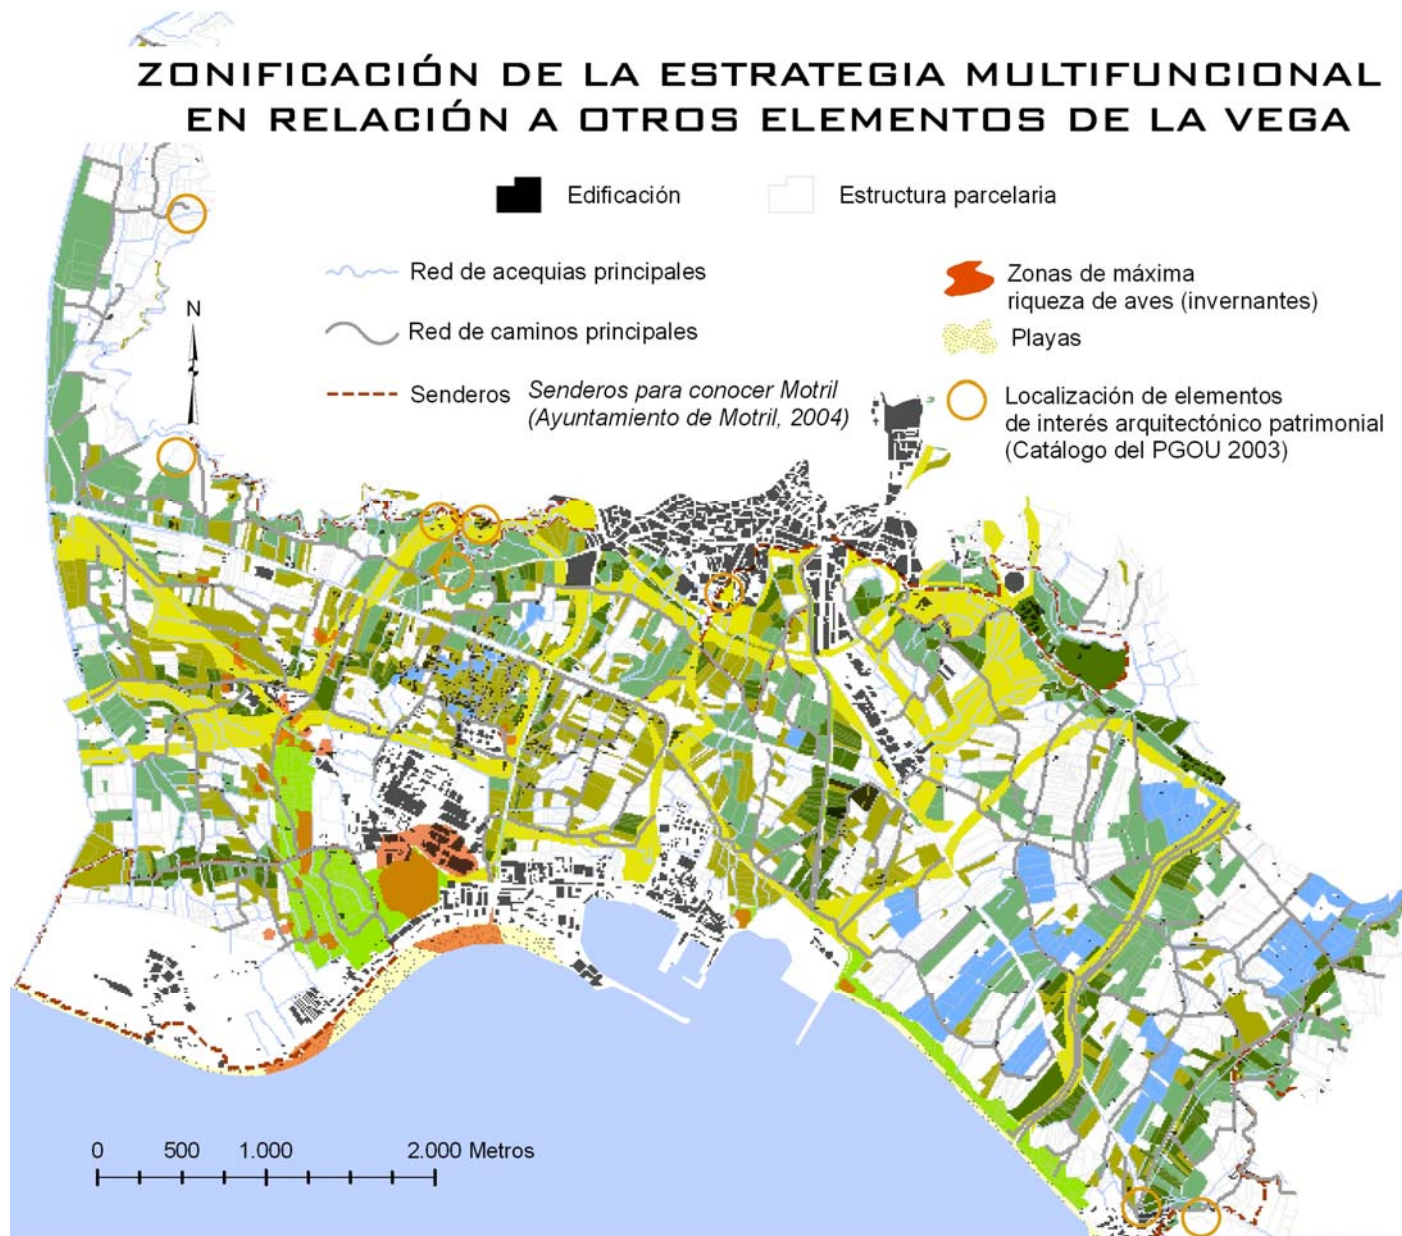 ZONIFICACIÓN DE LA ESTRATEGIA MULTIFUNCIONAL
EN RELACIÓN A OTROS ELEMENTOS DE LA VEGA
Edificación
Estructura parcelaria
Red de acequias principales
Red de caminos principales
Senderos
Senderos para conocer Motril
(Ayuntamiento de Motril, 2004)
Zonas de máxima
riqueza de aves (invernantes)
Playas
Localización de elementos
de interés arquitectónico patrimonial
(Catálogo del PGOU 2003)
N
0 500 1.000 2.000 Metros